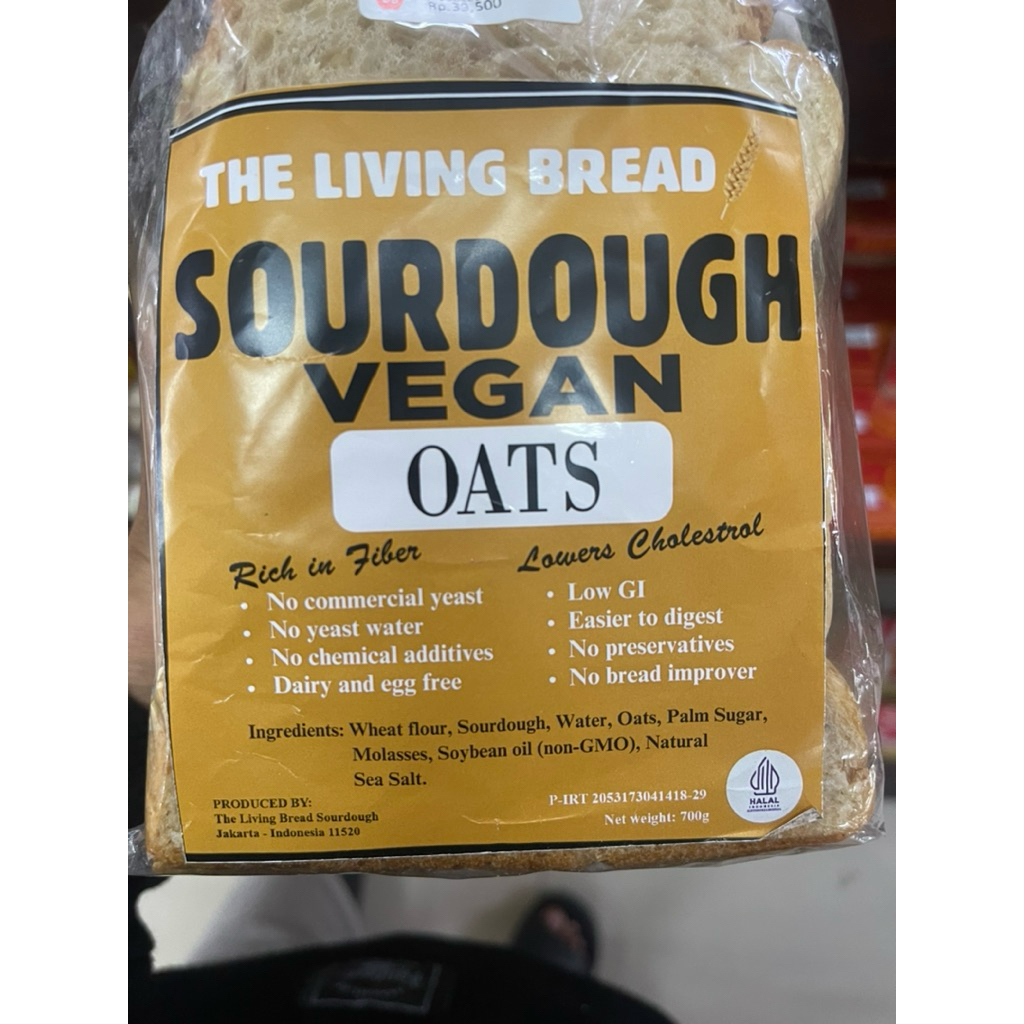 THE LIVING BREAD
SOURDOUGH
VEGAN
OATS
Rich in Fiber
• No commercial yeast
• No yeast water
• No chemical additives
• Dairy and egg free
Lowers Cholestrol
• Low GI
• Easier to digest
• No preservatives
• No bread improver
Ingredients: Wheat flour, Sourdough, Water, Oats, Palm Sugar,
Molasses, Soybean oil (non-GMO), Natural
Sea Salt.
PRODUCED BY:
The Living Bread Sourdough
Jakarta - Indonesia 11520
P-IRT 2053173041418-29
Net weight: 700g
HALAL
INDONESIA